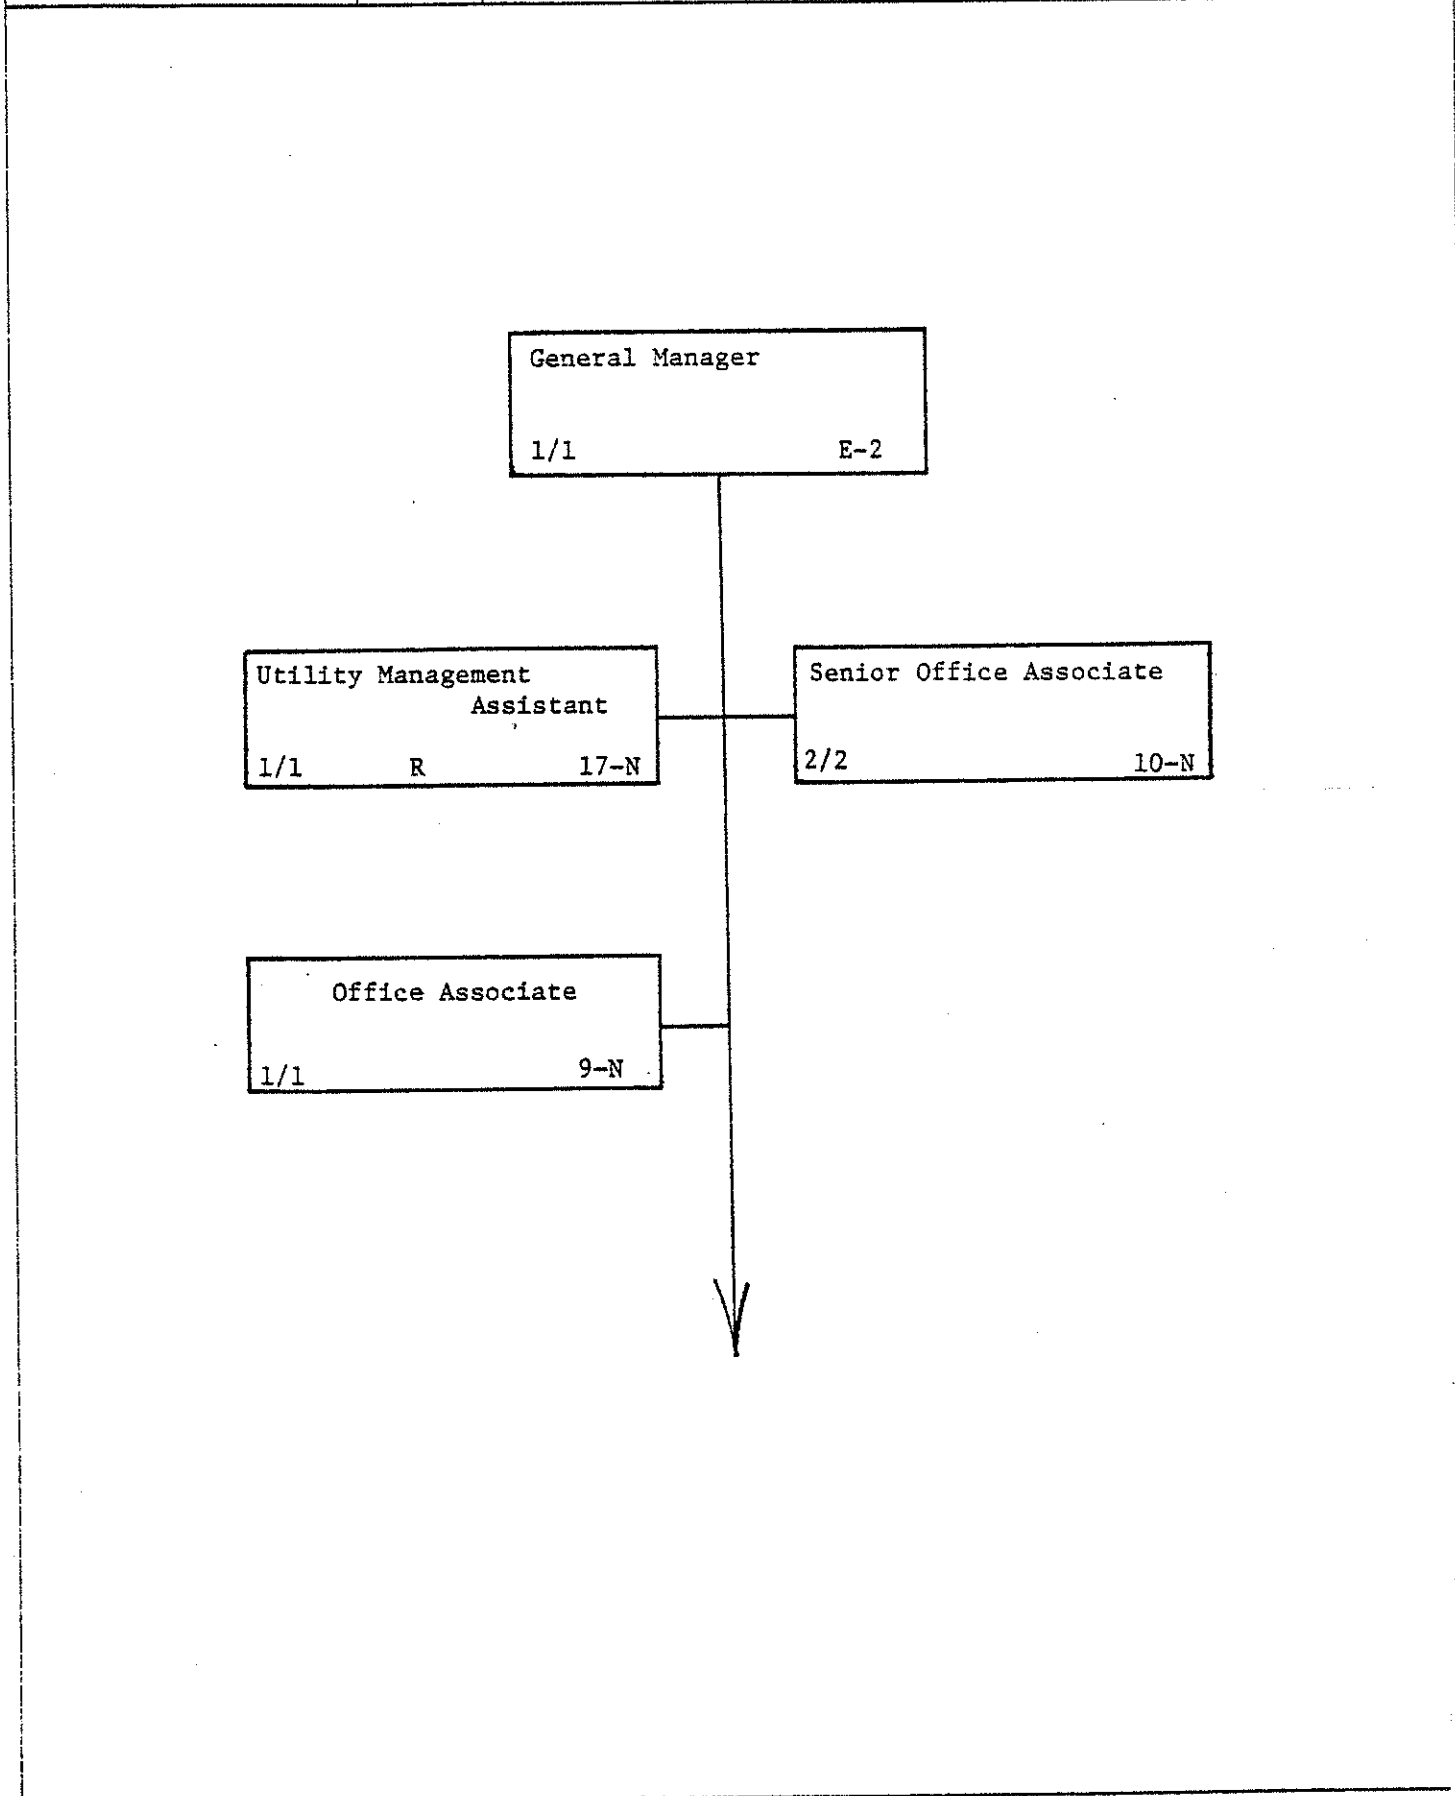 General Manager
1/1 E-2
Utility Management
Assistant
1/1 R 17-N
Senior Office Associate
2/2 10-N
Office Associate
1/1 9-N